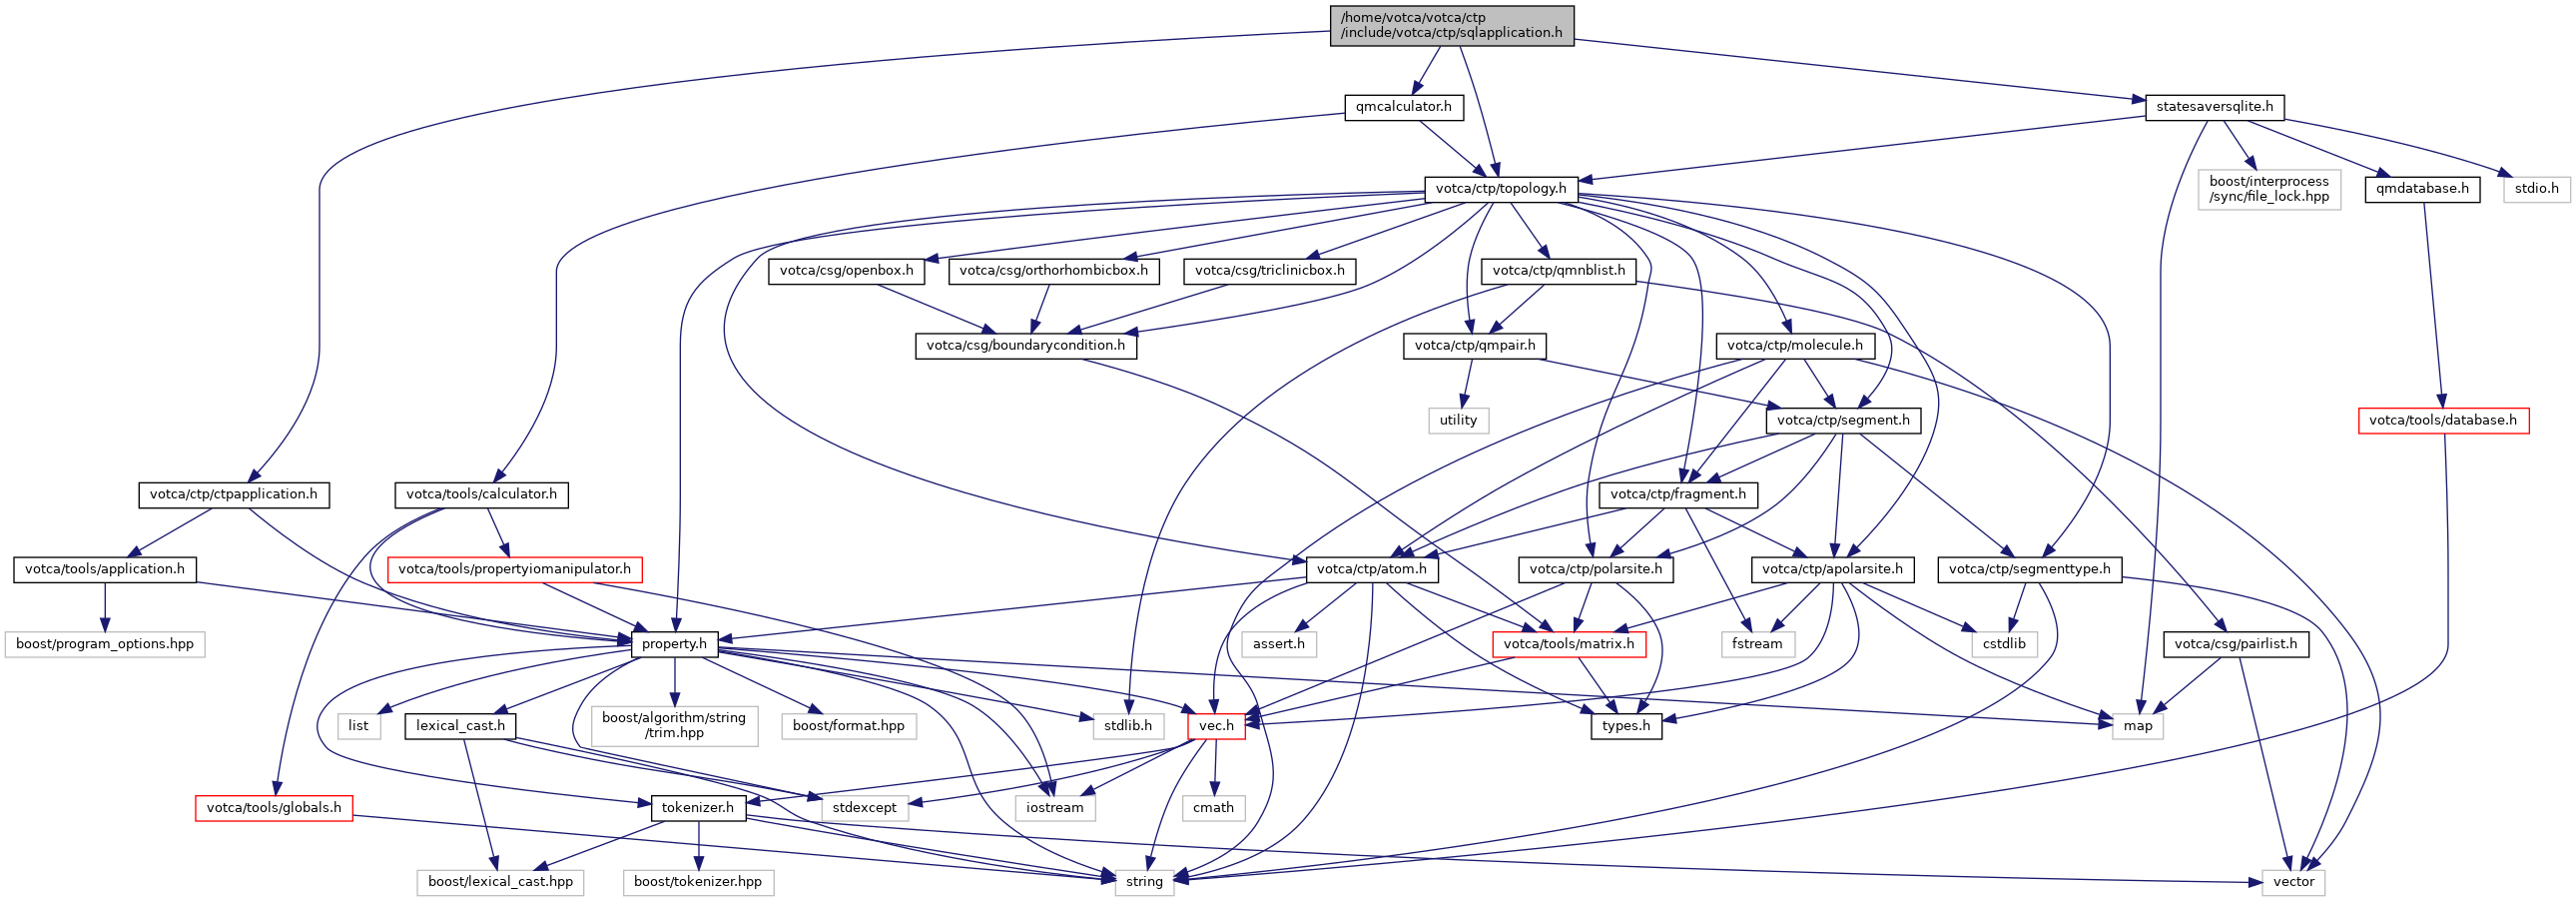 /home/votca/votca/ctp
/include/votca/ctp/sqlapplication.h
qmcalculator.h
statesaversqlite.h
votca/ctp/topology.h
boost/interprocess
/sync/file_lock.hpp
qmdatabase.h
stdio.h
votca/csg/openbox.h
votca/csg/orthorhombicbox.h
votca/csg/triclinicbox.h
votca/ctp/qmnblist.h
votca/csg/boundarycondition.h
votca/ctp/qmpair.h
votca/ctp/molecule.h
utility
votca/ctp/segment.h
votca/tools/database.h
votca/ctp/ctpapplication.h
votca/tools/calculator.h
votca/ctp/fragment.h
votca/tools/application.h
votca/tools/propertyiomanipulator.h
votca/ctp/atom.h
votca/ctp/polarsite.h
votca/ctp/apolarsite.h
votca/ctp/segmenttype.h
boost/program_options.hpp
property.h
assert.h
votca/tools/matrix.h
fstream
cstdlib
votca/csg/pairlist.h
list
lexical_cast.h
boost/algorithm/string
/trim.hpp
boost/format.hpp
stdlib.h
vec.h
types.h
map
votca/tools/globals.h
tokenizer.h
stdexcept
iostream
cmath
boost/lexical_cast.hpp
boost/tokenizer.hpp
string
vector